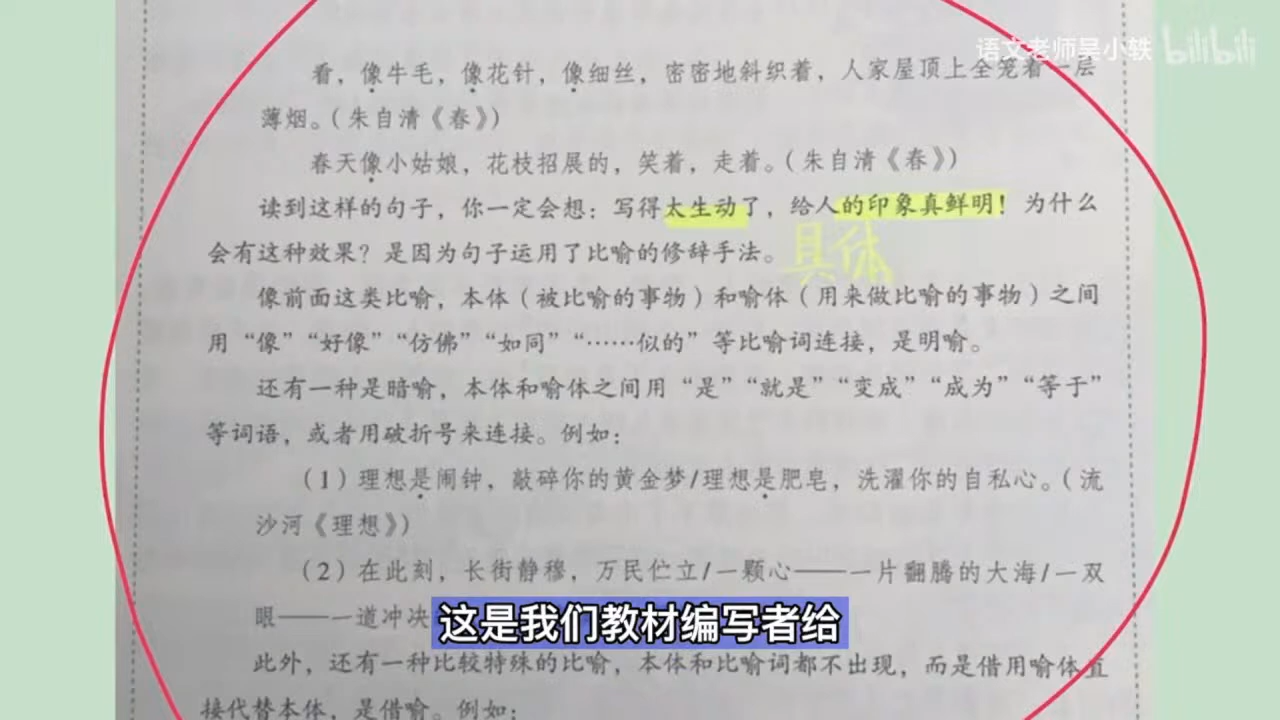 语文老师吴小轶 bilibili
看，像牛毛，像花针，像细丝，密密地斜织着，人家屋顶上全笼着一层
薄烟。（朱自清《春》）
春天像小姑娘，花枝招展的，笑着，走着。（朱自清《春》）
读到这样的句子，你一定会想：写得太生动了，给人的印象真鲜明！为什么
会有这种效果？是因为句子运用了比喻的修辞手法。
具体
像前面这类比喻，本体（被比喻的事物）和喻体（用来做比喻的事物）之间
用“像”“好像”“仿佛”“如同”“……似的”等比喻词连接，是明喻。
还有一种是暗喻，本体和喻体之间用“是”“就是”“变成”“成为”“等于”
等词语，或者用破折号来连接。例如：
（1）理想是闹钟，敲碎你的黄金梦/理想是肥皂，洗濯你的自私心。（流
沙河《理想》）
（2）在此刻，长街静穆，万民伫立/一颗心——一片翻腾的大海/一双
眼——一道冲决
这是我们教材编写者给
此外，还有一种比较特殊的比喻，本体和比喻词都不出现，而是借用喻体直
接代替本体，是借喻。例如：